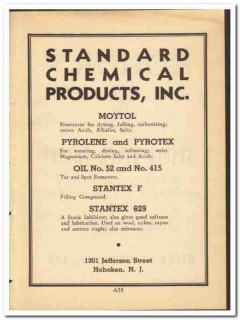 STANDARD
CHEMICAL
PRODUCTS, INC.
MOYTOL
Penetrator for dyeing, fulling, carbonizing;
resists Acids, Alkalies, Salts.
PYROLENE and PYROTEX
For scouring, dyeing, softening; resist
Magnesium, Calcium Salts and Acids.
OIL No. 52 and No. 415
Tar and Spot Removers.
STANTEX F
Filling Compound.
STANTEX 629
A Static Inhibitor; also gives good softness
and lubrication. Used on wool, nylon, rayon
and acetate staple; also mixtures.
1301 Jefferson Street
Hoboken, N. J.
A52